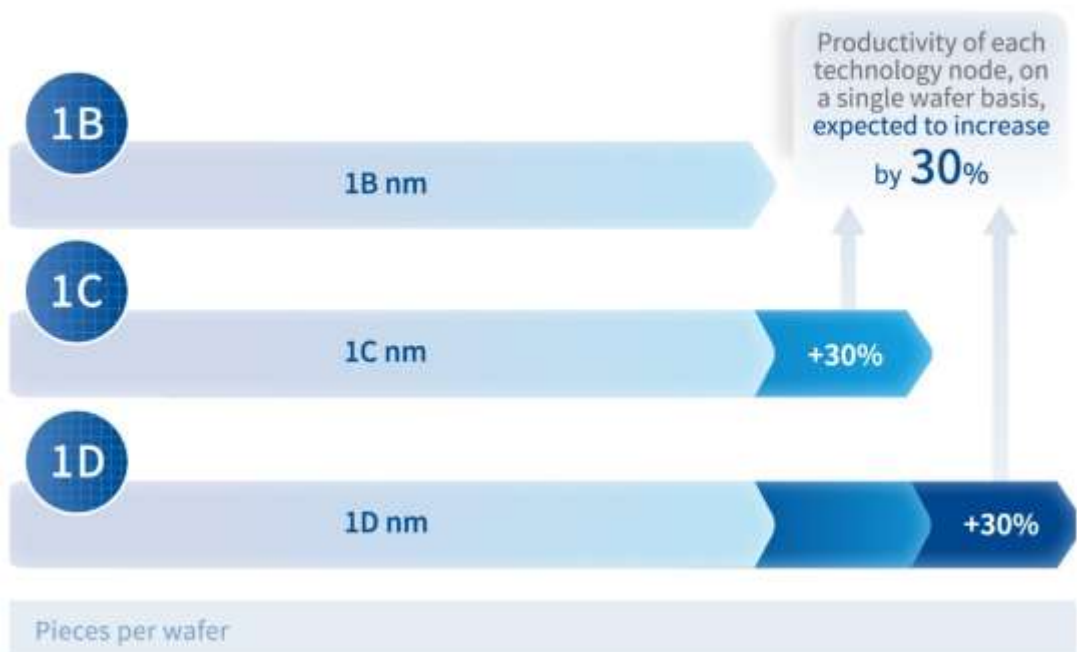 Productivity of each
technology node, on
a single wafer basis,
expected to increase
by 30%
1B
1B nm
1C
1C nm
+30%
1D
1D nm
+30%
Pieces per wafer